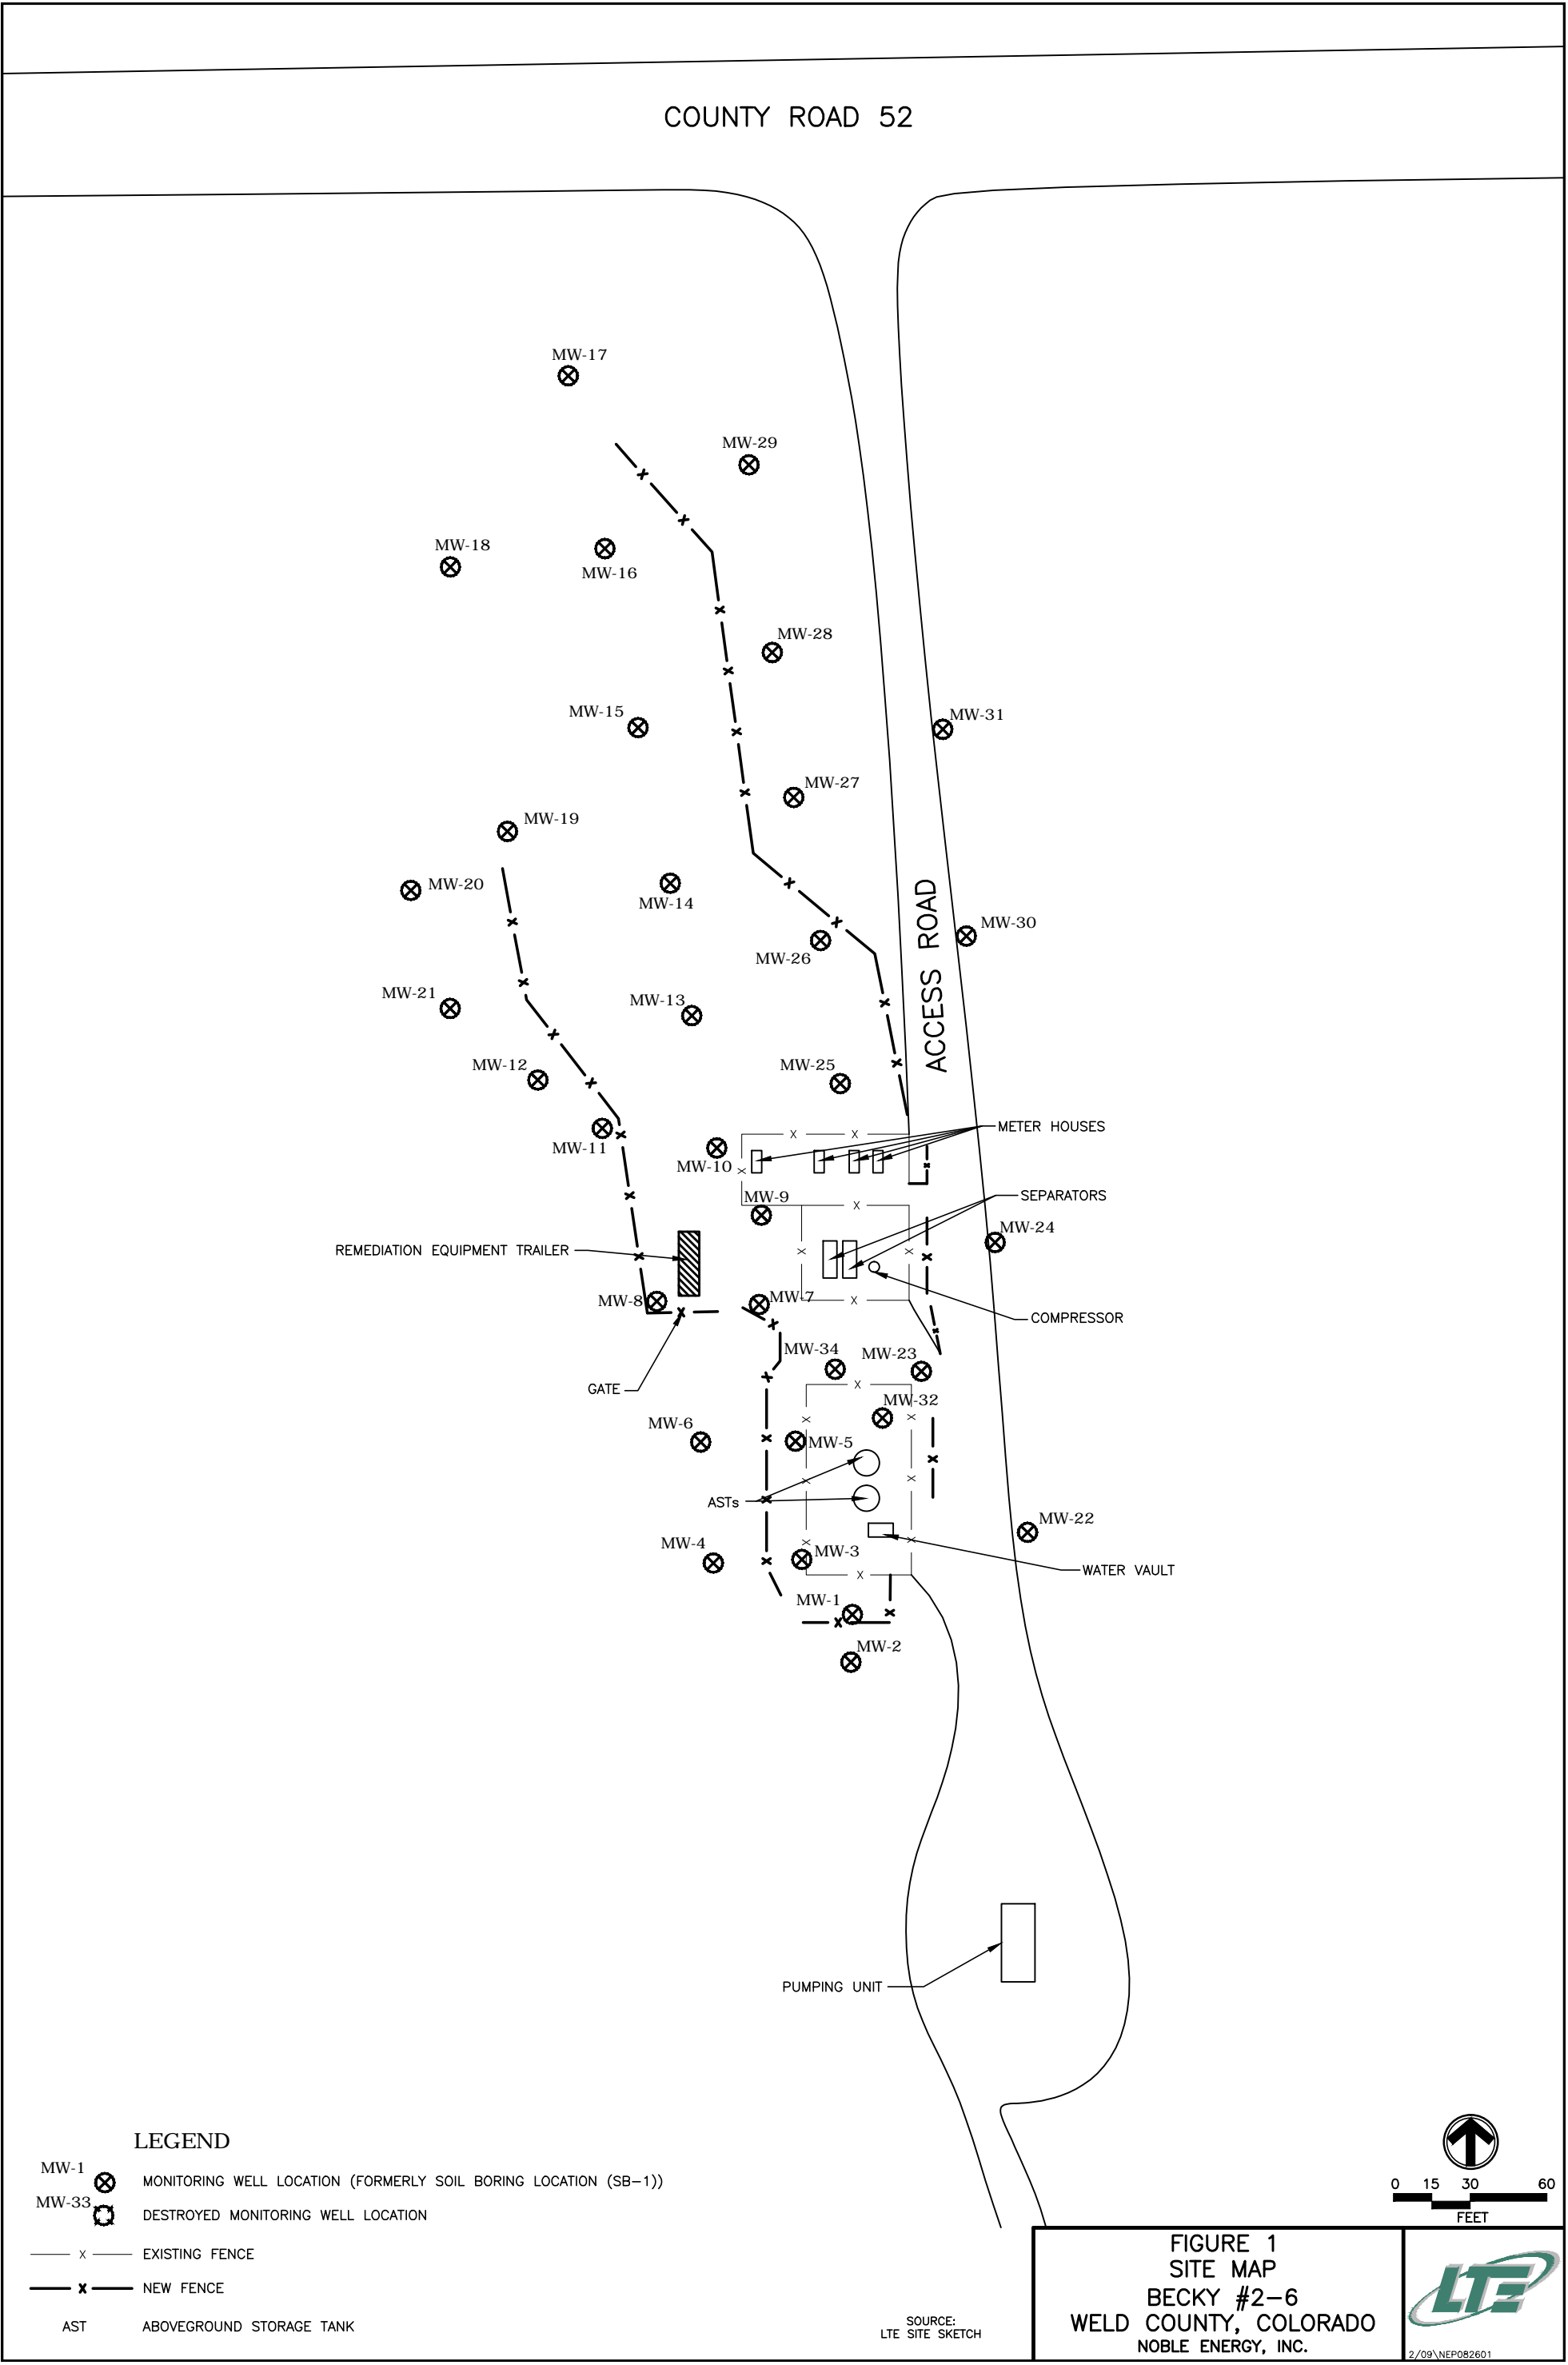 COUNTY ROAD 52
MW-17
MW-29
MW-18
MW-16
MW-28
MW-15
MW-31
MW-27
MW-19
MW-20
MW-14
ACCESS ROAD
MW-30
MW-26
MW-21
MW-13
MW-12
MW-25
METER HOUSES
MW-11
MW-10
MW-9
SEPARATORS
MW-24
REMEDIATION EQUIPMENT TRAILER
MW-8
MW-7
COMPRESSOR
MW-34
MW-23
GATE
MW-32
MW-6
MW-5
ASTs
MW-22
MW-4
MW-3
WATER VAULT
MW-1
MW-2
PUMPING UNIT
LEGEND
MW-1
MONITORING WELL LOCATION (FORMERLY SOIL BORING LOCATION (SB-1))
MW-33
DESTROYED MONITORING WELL LOCATION
X EXISTING FENCE
X NEW FENCE
AST ABOVEGROUND STORAGE TANK
SOURCE:
LTE SITE SKETCH
0 15 30 60
FEET
FIGURE 1
SITE MAP
BECKY #2-6
WELD COUNTY, COLORADO
NOBLE ENERGY, INC.
LTE
2/09\NEP082601